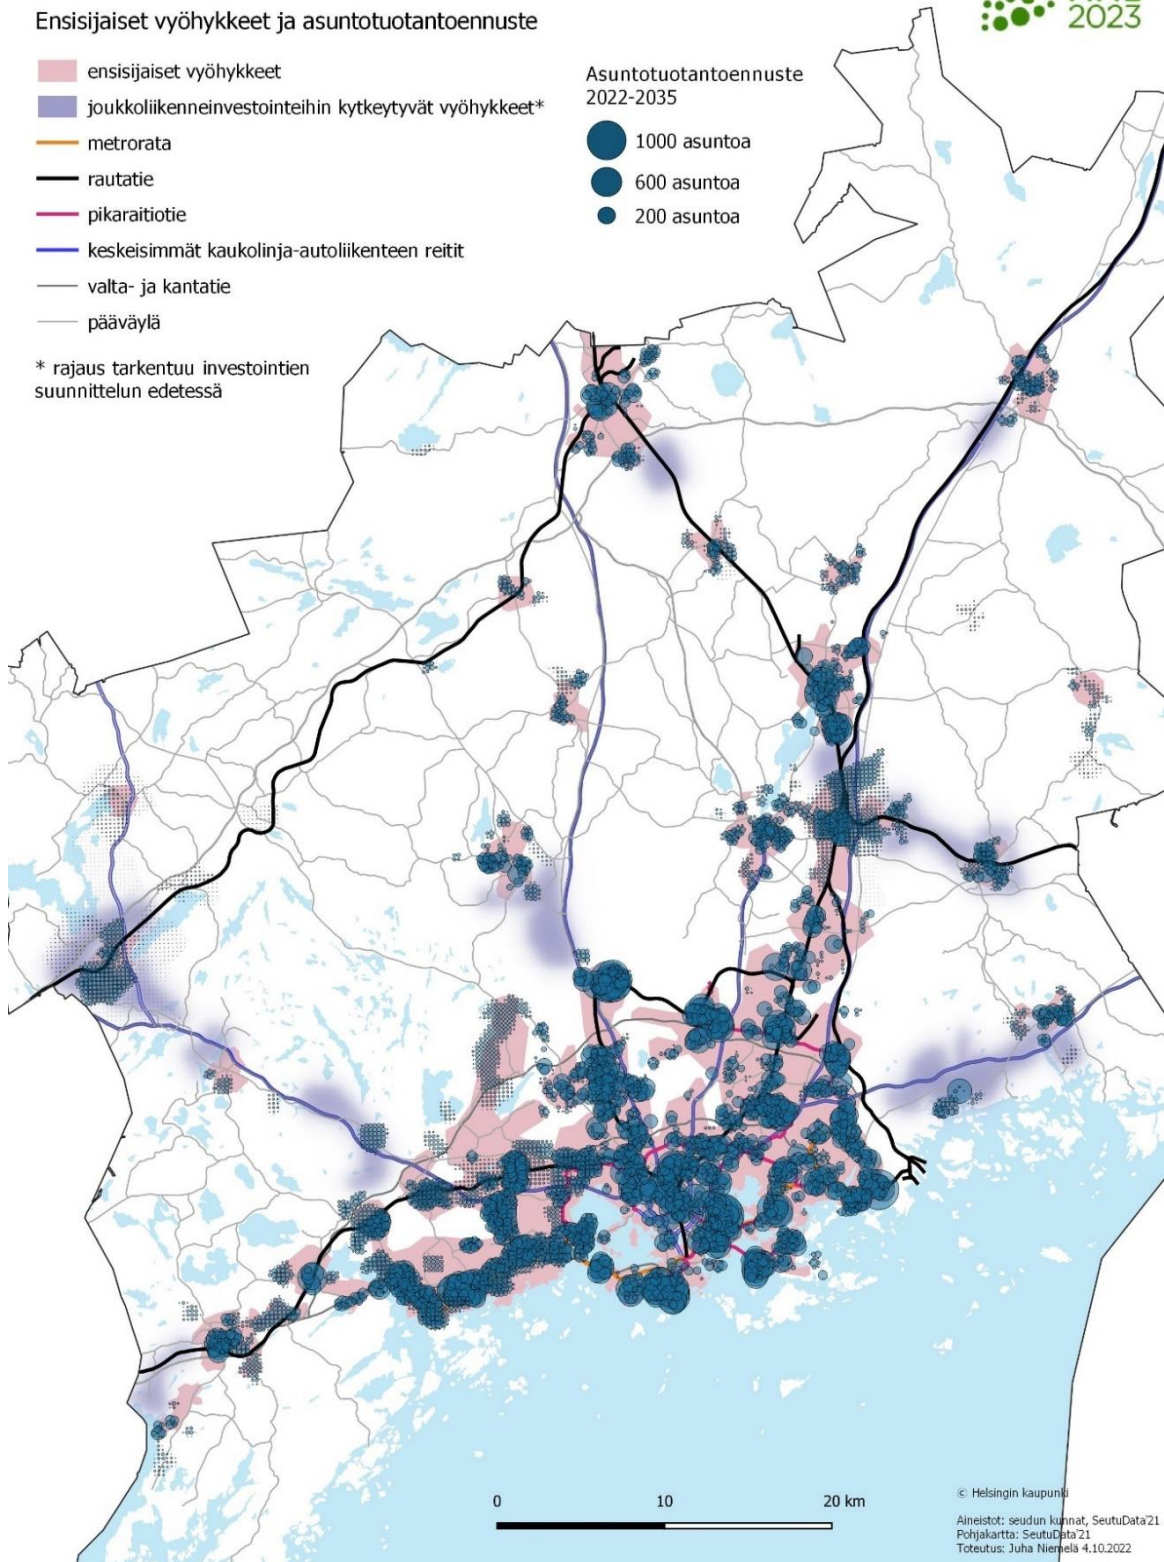 Ensisijaiset vyöhykkeet ja asuntotuotantoennuste
2023
ensisijaiset vyöhykkeet
joukkoliikenneinvestointeihin kytkeytyvät vyöhykkeet*
metrorata
rautatie
pikaraitiotie
keskeisimmät kaukolinja-autoliikenteen reitit
valta- ja kantatie
pääväylä
* rajaus tarkentuu investointien
suunnittelun edetessä
Asuntotuotantoennuste
2022-2035
1000 asuntoa
600 asuntoa
200 asuntoa
0 10 20 km
© Helsingin kaupunki
Aineistot: seudun kunnat, SeutuData'21
Pohjakartta: SeutuData'21
Toteutus: Juha Niemelä 4.10.2022